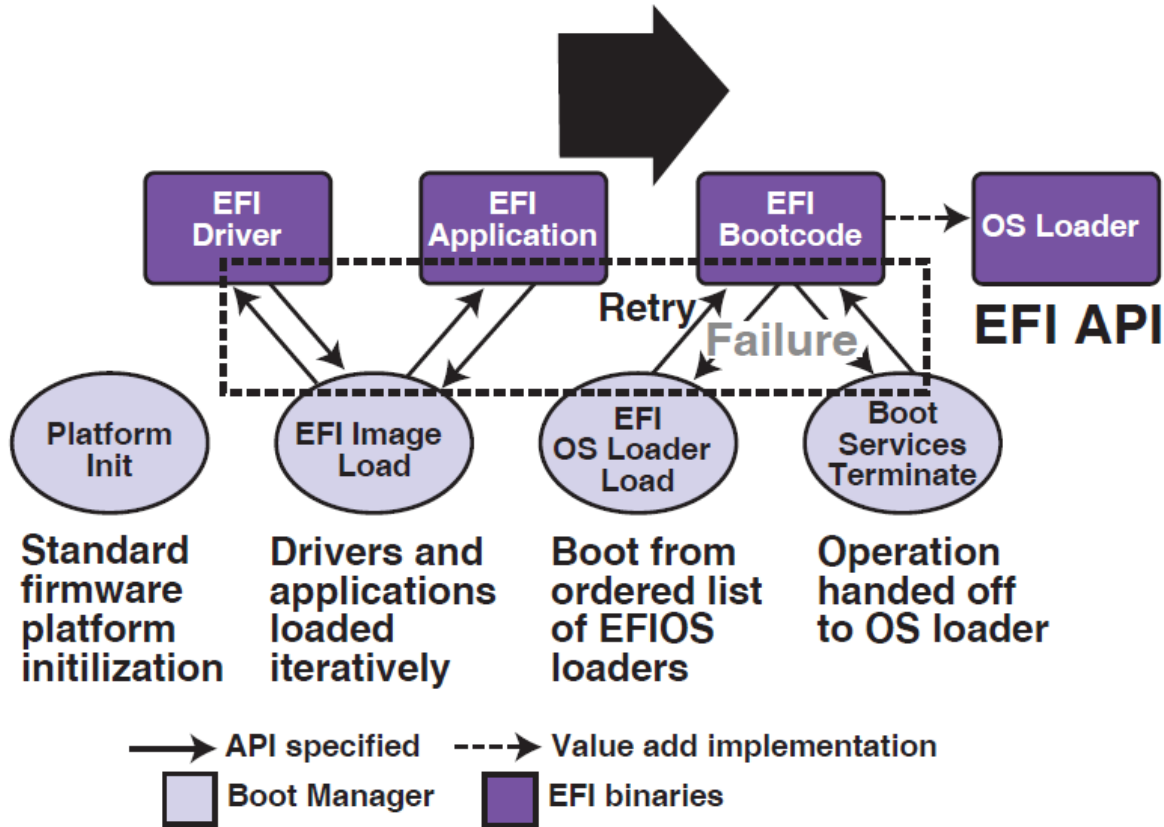 EFI
Driver
EFI
Application
EFI
Bootcode
OS Loader
Retry
Failure
EFI API
Platform
Init
EFI Image
Load
EFI
OS Loader
Load
Boot
Services
Terminate
Standard
firmware
platform
initilization
Drivers and
applications
loaded
iteratively
Boot from
ordered list
of EFIOS
loaders
Operation
handed off
to OS loader
API specified
Value add implementation
Boot Manager
EFI binaries